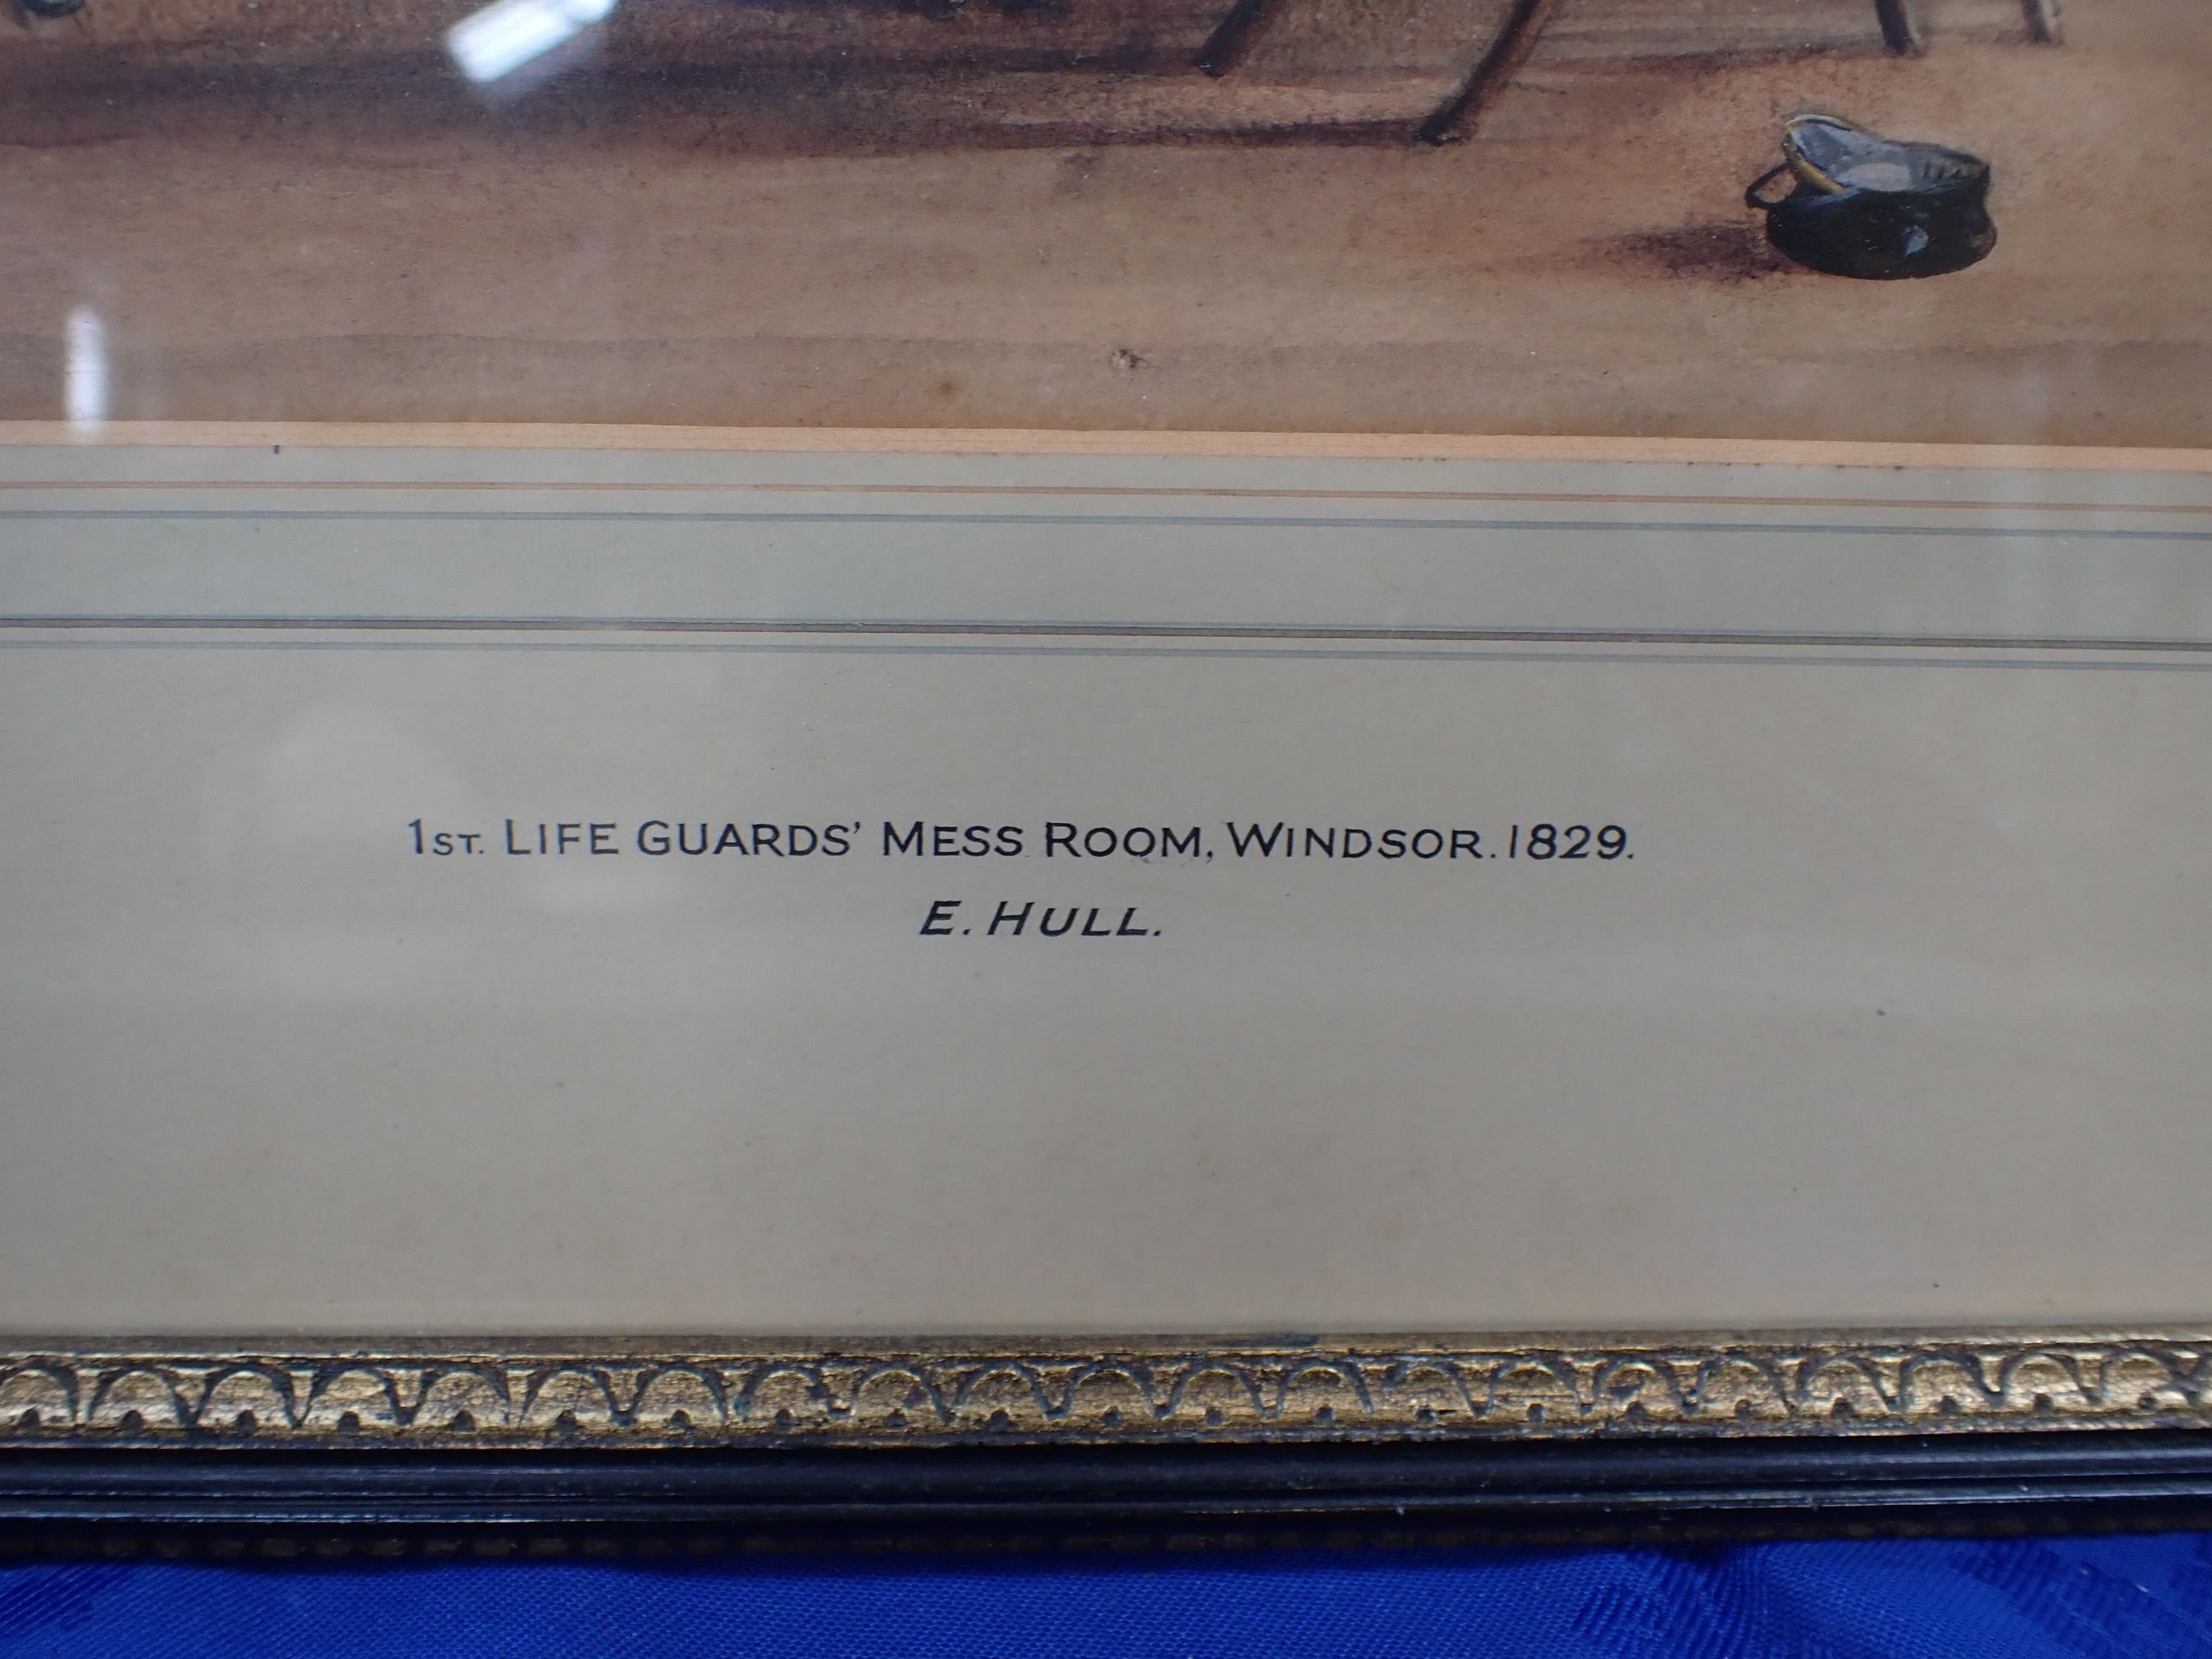 1ST. LIFE GUARDS' MESS ROOM, WINDSOR. 1829.
E. HULL.